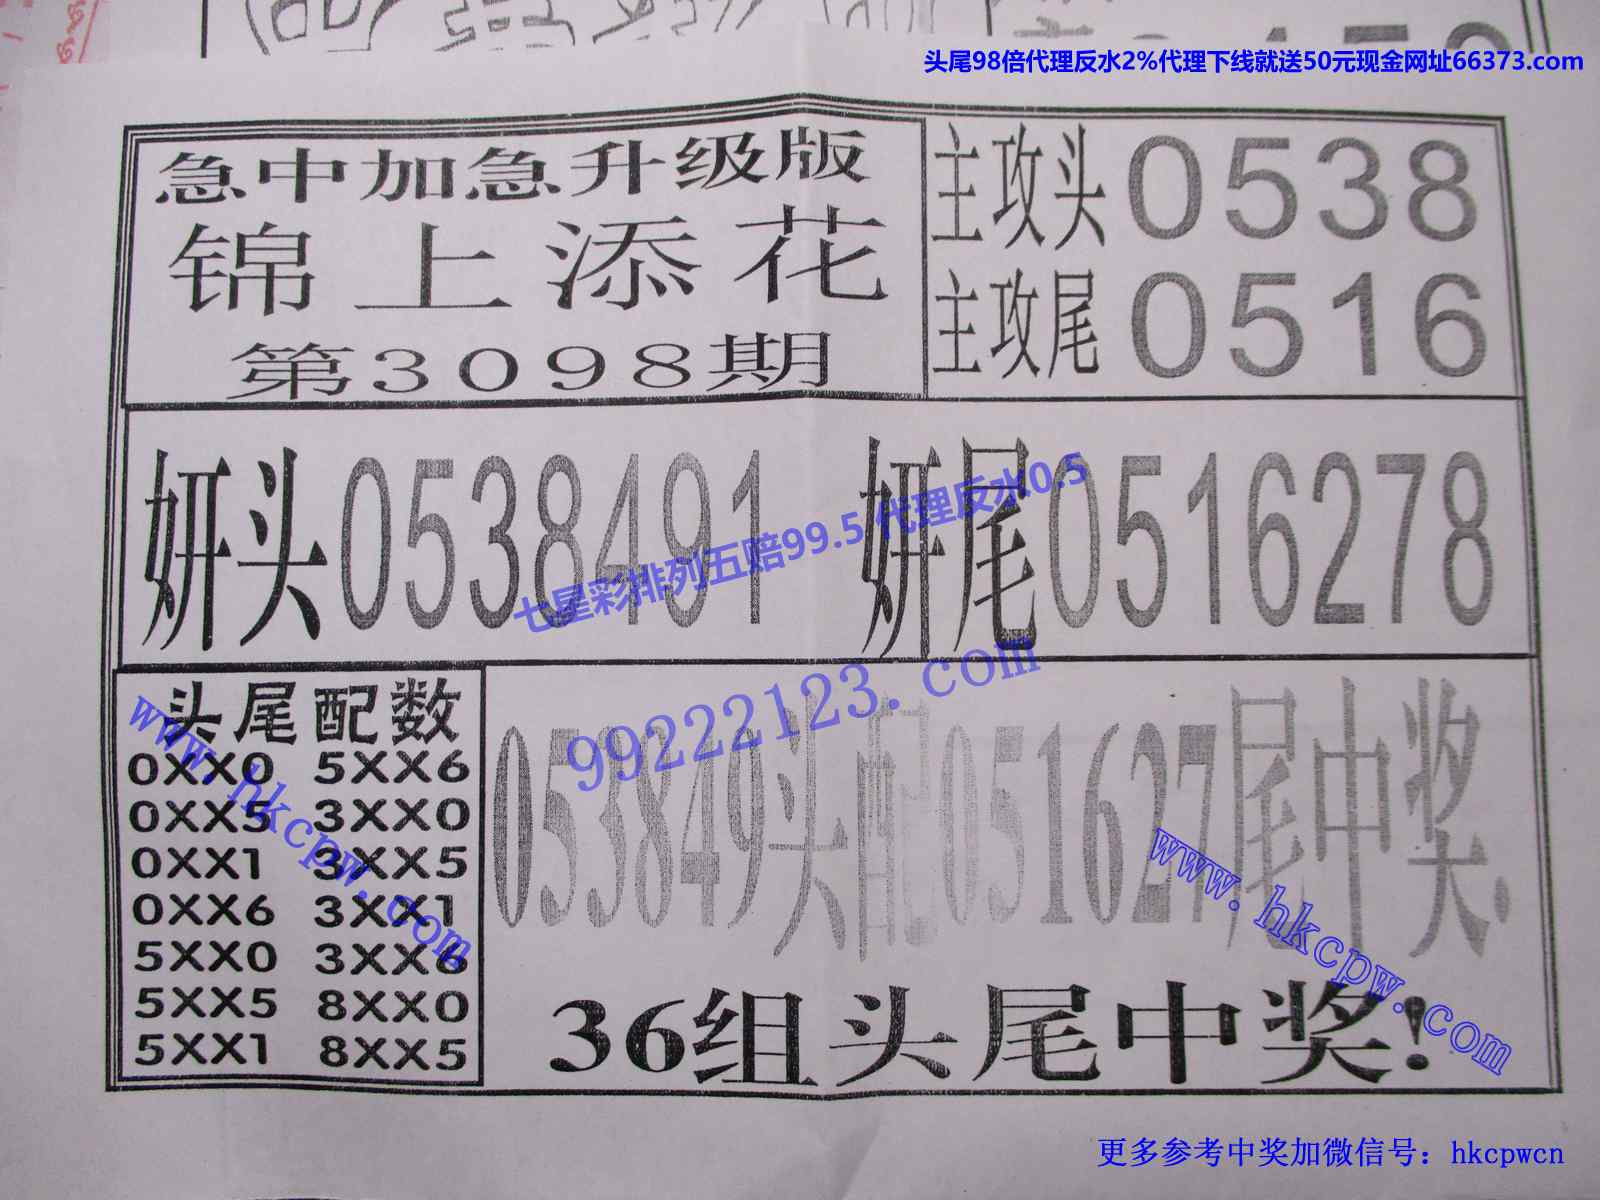 头尾98倍代理反水2%代理下线就送50元现金网址66373.com
急中加急升级版
锦上添花
第3098期
主攻头0538
主攻尾0516
妍头0538491
妍尾0516278
七星彩排列五赔99.5 代理反水0.5
99222123.com
头尾配数
0XX0 5XX6
0XX5 3XX0
0XX1 3XX5
0XX6 3XX1
5XX0 3XX6
5XX5 8XX0
5XX1 8XX5
www.hkcpw.com
053849头配051627尾中奖.
36组头尾中奖!
www.hkcpw.com
更多参考中奖加微信号：hkcpwcn